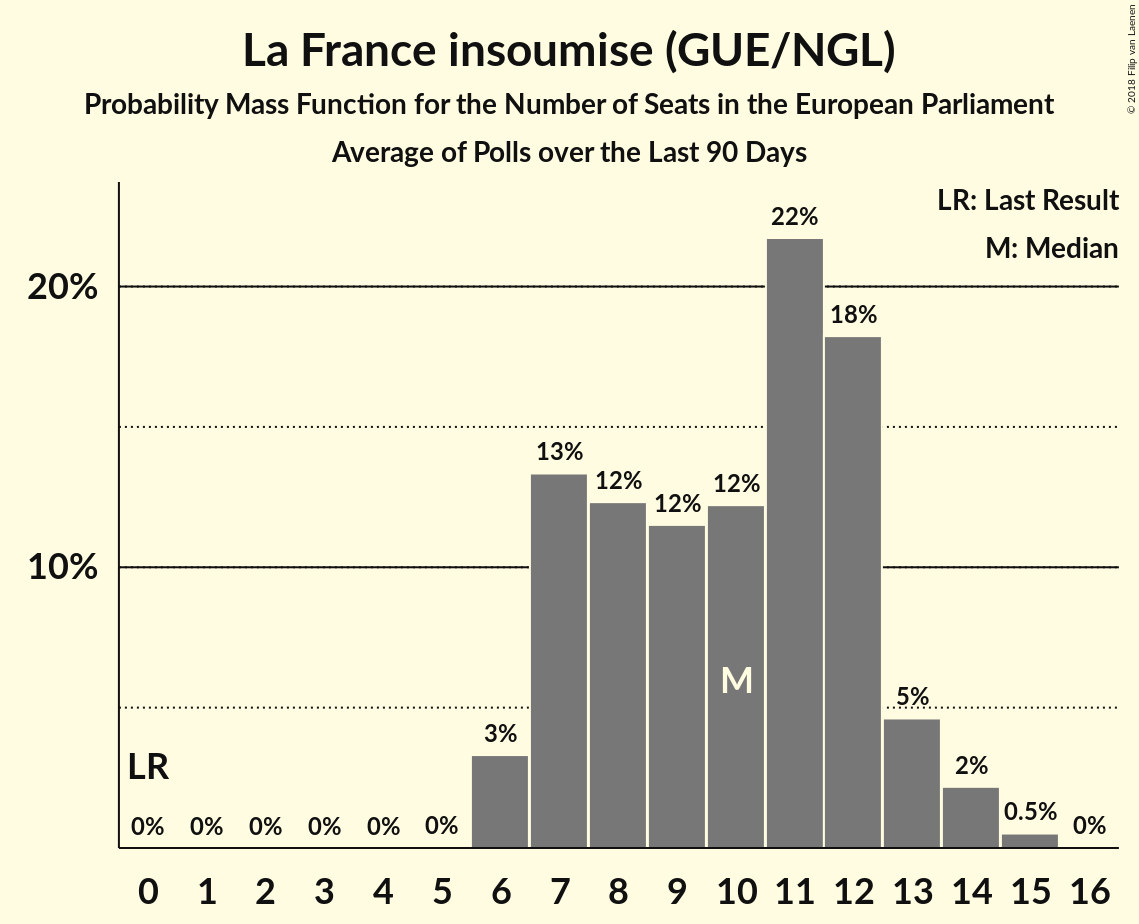 La France insoumise (GUE/NGL)
Probability Mass Function for the Number of Seats in the European Parliament
Average of Polls over the Last 90 Days
© 2018 Filip van Laenen
LR: Last Result
M: Median
22%
20%
18%
13%
12%
12%
12%
10%
M
5%
3%
LR
2%
0.5%
0% 0% 0% 0% 0% 0% 0%
0 1 2 3 4 5 6 7 8 9 10 11 12 13 14 15 16